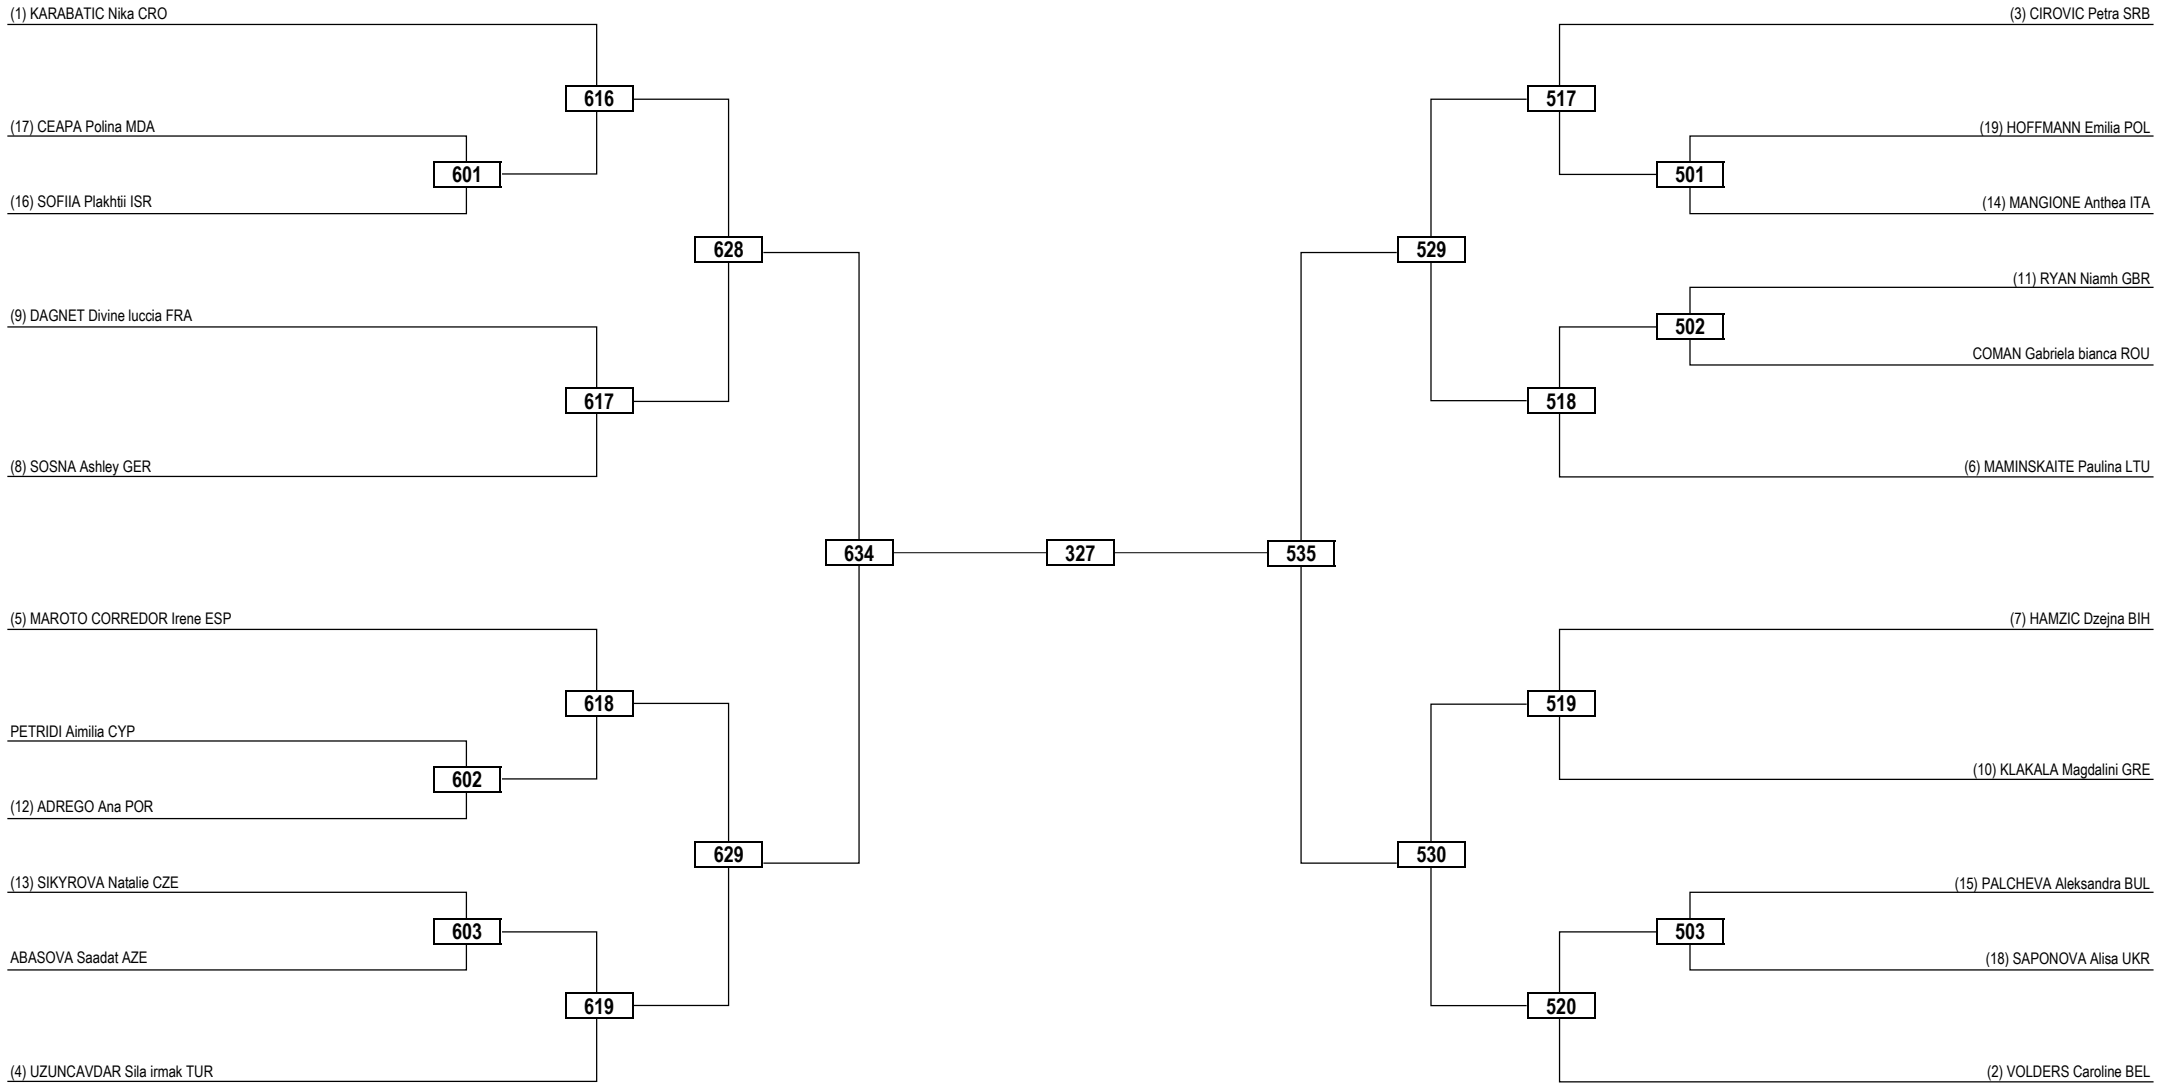 (1) KARABATIC Nika CRO
(3) CIROVIC Petra SRB
616
517
(17) CEAPA Polina MDA
(19) HOFFMANN Emilia POL
601
501
(16) SOFIIA Plakhtii ISR
(14) MANGIONE Anthea ITA
628
529
(11) RYAN Niamh GBR
(9) DAGNET Divine luccia FRA
502
COMAN Gabriela bianca ROU
617
518
(8) SOSNA Ashley GER
(6) MAMINSKAITE Paulina LTU
634
327
535
(5) MAROTO CORREDOR Irene ESP
(7) HAMZIC Dzejna BIH
618
519
PETRIDI Aimilia CYP
602
(10) KLAKALA Magdalini GRE
(12) ADREGO Ana POR
629
530
(13) SIKYROVA Natalie CZE
(15) PALCHEVA Aleksandra BUL
603
503
ABASOVA Saadat AZE
(18) SAPONOVA Alisa UKR
619
520
(4) UZUNCAVDAR Sila irmak TUR
(2) VOLDERS Caroline BEL